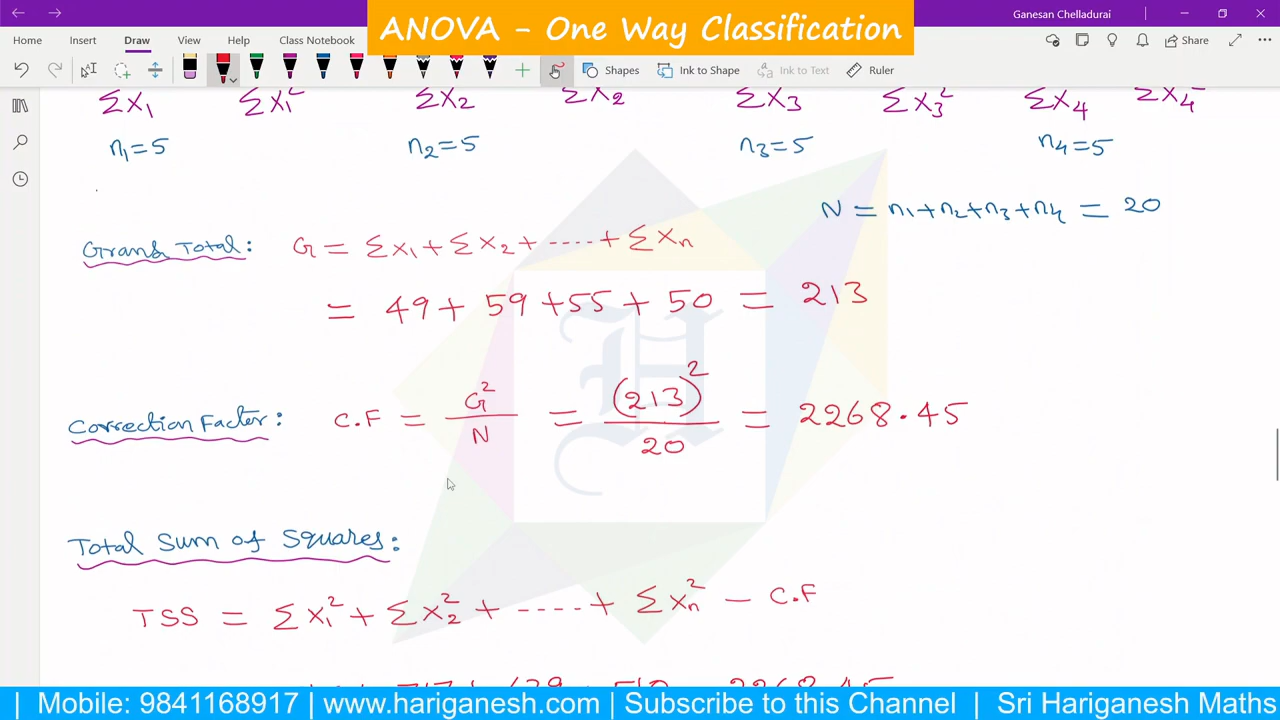 ANOVA - One Way Classification
Ganesan Chelladurai
Home Insert Draw View Help Class Notebook Share
Shapes Ink to Shape Ink to Text Ruler
ΣX₁ ΣX₁² ΣX₂ ΣX₂ ΣX₃ ΣX₃² ΣX₄ ΣX₄
n₁=5 n₂=5 n₃=5 n₄=5
N = n₁+n₂+n₃+n₄ = 20
Grand Total: G = ΣX₁+ΣX₂+····+ΣXₙ
= 49+59+55+50 = 213
Correction Factor: C.F = G²/N = (213)²/20 = 2268.45
Total Sum of Squares:
TSS = ΣX₁²+ΣX₂²+----+ΣXₙ² - C.F
| Mobile: 9841168917 | www.hariganesh.com | Subscribe to this Channel | Sri Hariganesh Maths
H